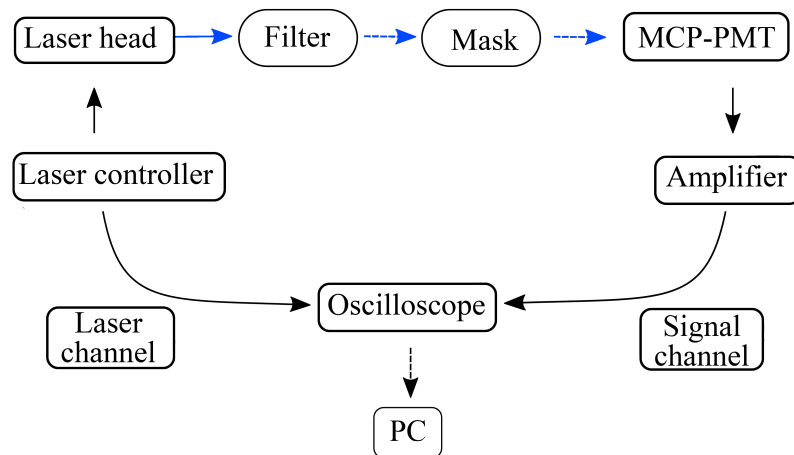 Laser head
Filter
Mask
MCP-PMT
Laser controller
Amplifier
Oscilloscope
Laser
channel
Signal
channel
PC